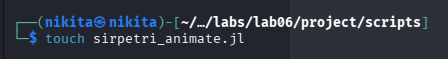 ┌──(nikita㉿nikita)-[~/…/labs/lab06/project/scripts]
└─$ touch sirpetri_animate.jl